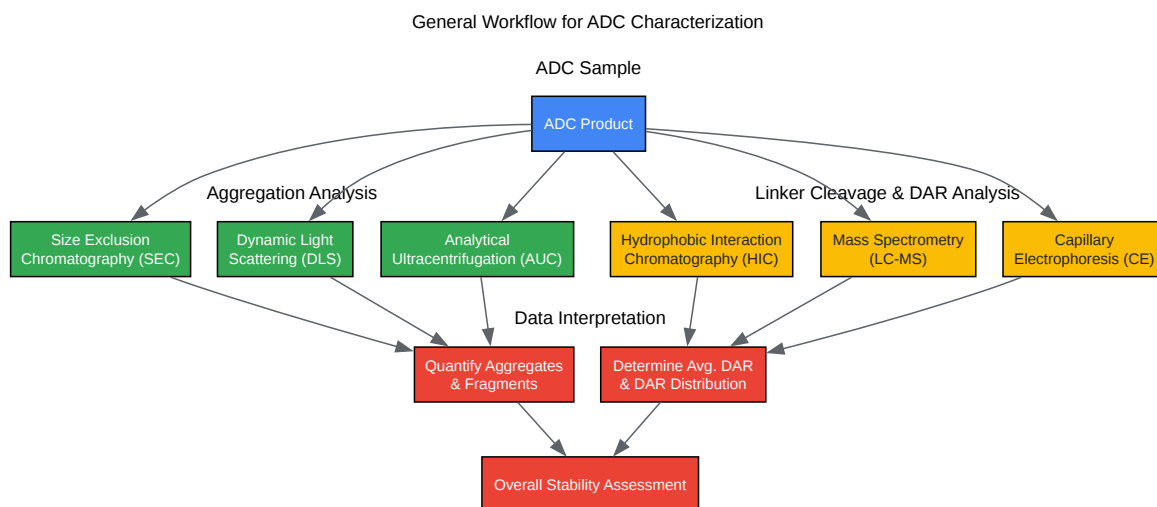 General Workflow for ADC Characterization
ADC Sample
ADC Product
Aggregation Analysis
Linker Cleavage & DAR Analysis
Size Exclusion
Chromatography (SEC)
Dynamic Light
Scattering (DLS)
Analytical
Ultracentrifugation (AUC)
Hydrophobic Interaction
Chromatography (HIC)
Mass Spectrometry
(LC-MS)
Capillary
Electrophoresis (CE)
Data Interpretation
Quantify Aggregates
& Fragments
Determine Avg. DAR
& DAR Distribution
Overall Stability Assessment